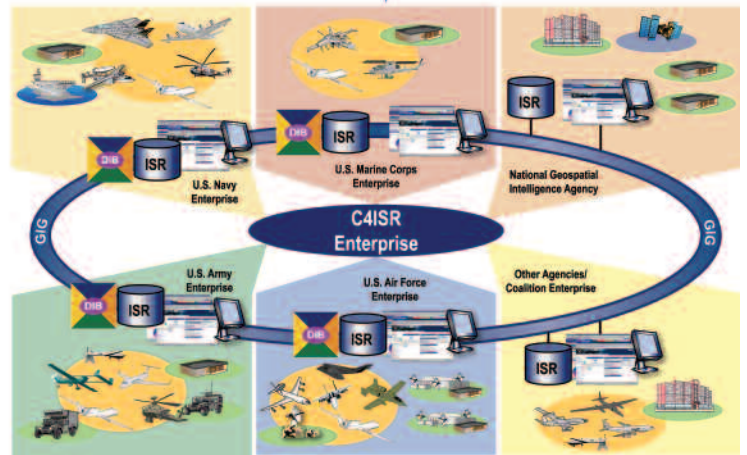 DIB
ISR
U.S. Navy
Enterprise
DIB
ISR
U.S. Marine Corps
Enterprise
ISR
National Geospatial
Intelligence Agency
GIG
C4ISR
Enterprise
GIG
U.S. Army
Enterprise
DIB
ISR
U.S. Air Force
Enterprise
DIB
ISR
Other Agencies/
Coalition Enterprise
ISR